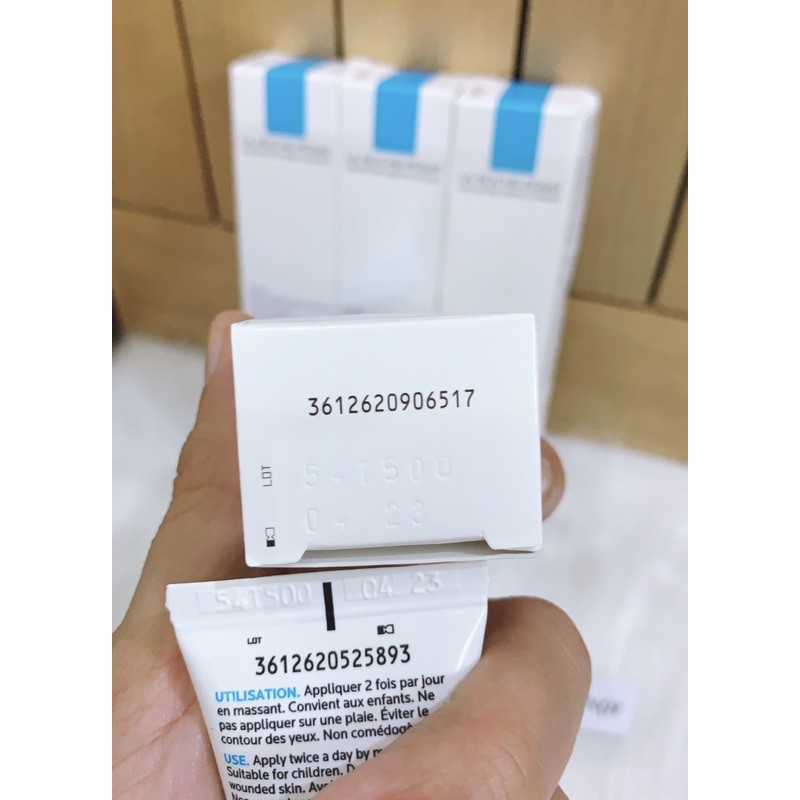 3612620906517
LOT 54T500
04 23
54T500 04 23
LOT
3612620525893
UTILISATION. Appliquer 2 fois par jour
en massant. Convient aux enfants. Ne
pas appliquer sur une plaie. Éviter le
contour des yeux. Non
USE. Apply twice a day by
Suitable for children.
wounded skin.